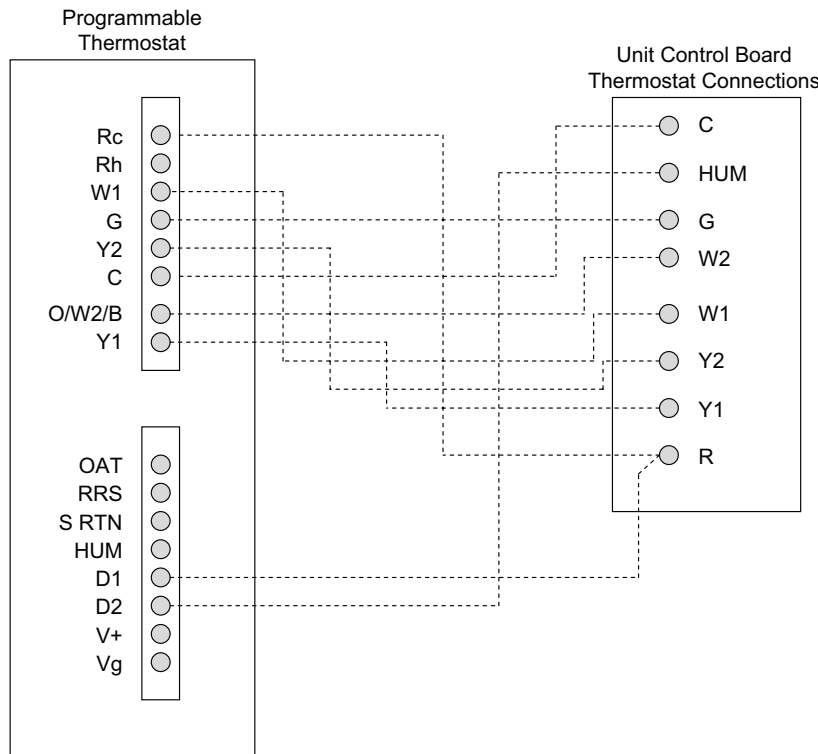 Programmable
Thermostat
Rc
Rh
W1
G
Y2
C
O/W2/B
Y1
OAT
RRS
S RTN
HUM
D1
D2
V+
Vg
Unit Control Board
Thermostat Connections
C
HUM
G
W2
W1
Y2
Y1
R